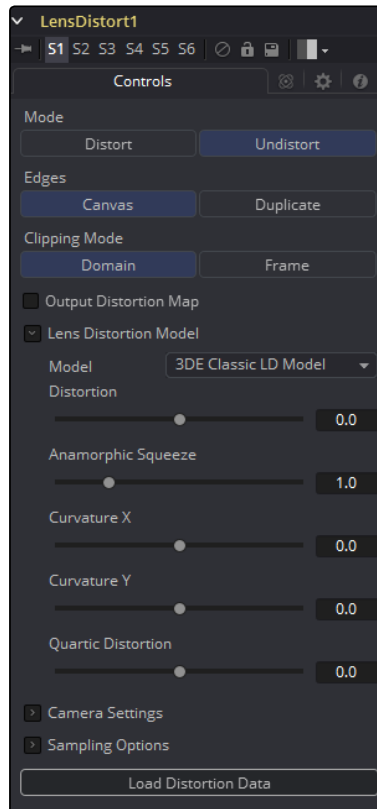 LensDistort1
S1 S2 S3 S4 S5 S6
Controls
Mode
Distort Undistort
Edges
Canvas Duplicate
Clipping Mode
Domain Frame
Output Distortion Map
Lens Distortion Model
Model 3DE Classic LD Model
Distortion
0.0
Anamorphic Squeeze
1.0
Curvature X
0.0
Curvature Y
0.0
Quartic Distortion
0.0
Camera Settings
Sampling Options
Load Distortion Data